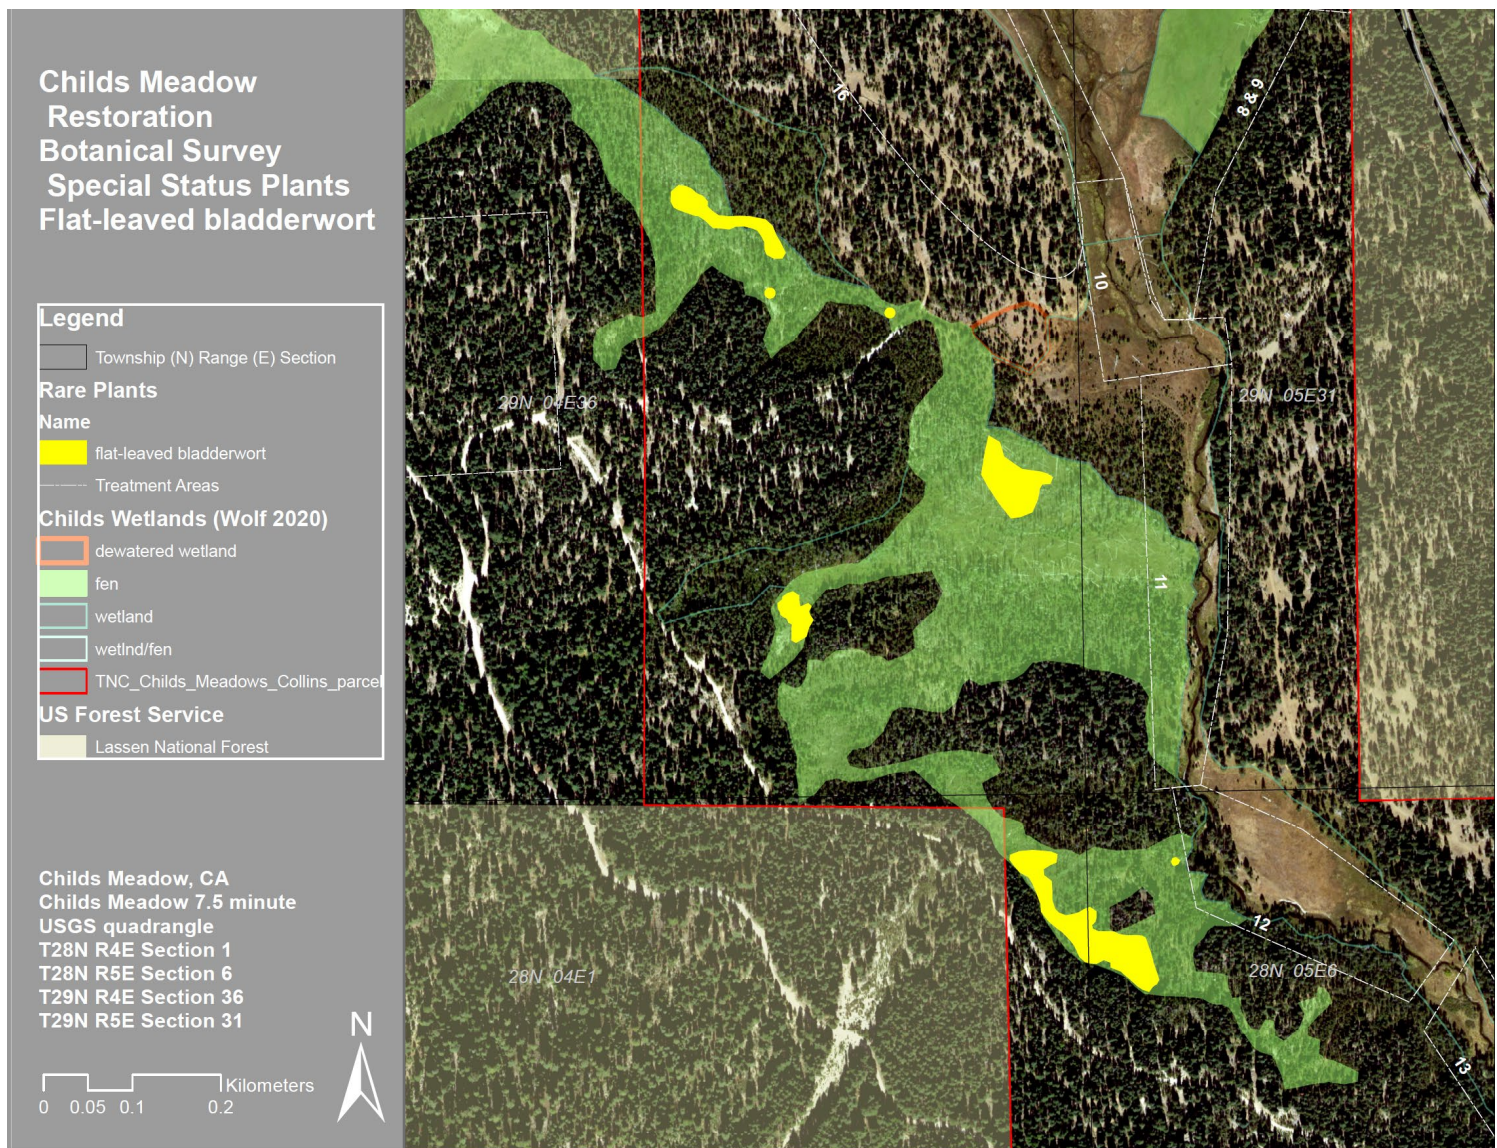 Childs Meadow
Restoration
Botanical Survey
Special Status Plants
Flat-leaved bladderwort
Legend
Township (N) Range (E) Section
Rare Plants
Name
flat-leaved bladderwort
Treatment Areas
Childs Wetlands (Wolf 2020)
dewatered wetland
fen
wetland
wetlnd/fen
TNC_Childs_Meadows_Collins_parcel
US Forest Service
Lassen National Forest
Childs Meadow, CA
Childs Meadow 7.5 minute
USGS quadrangle
T28N R4E Section 1
T28N R5E Section 6
T29N R4E Section 36
T29N R5E Section 31
N
Kilometers
0 0.05 0.1 0.2
16
8 & 9
10
29N 04E36
29N 05E31
11
12
28N 04E1
28N 05E6
13